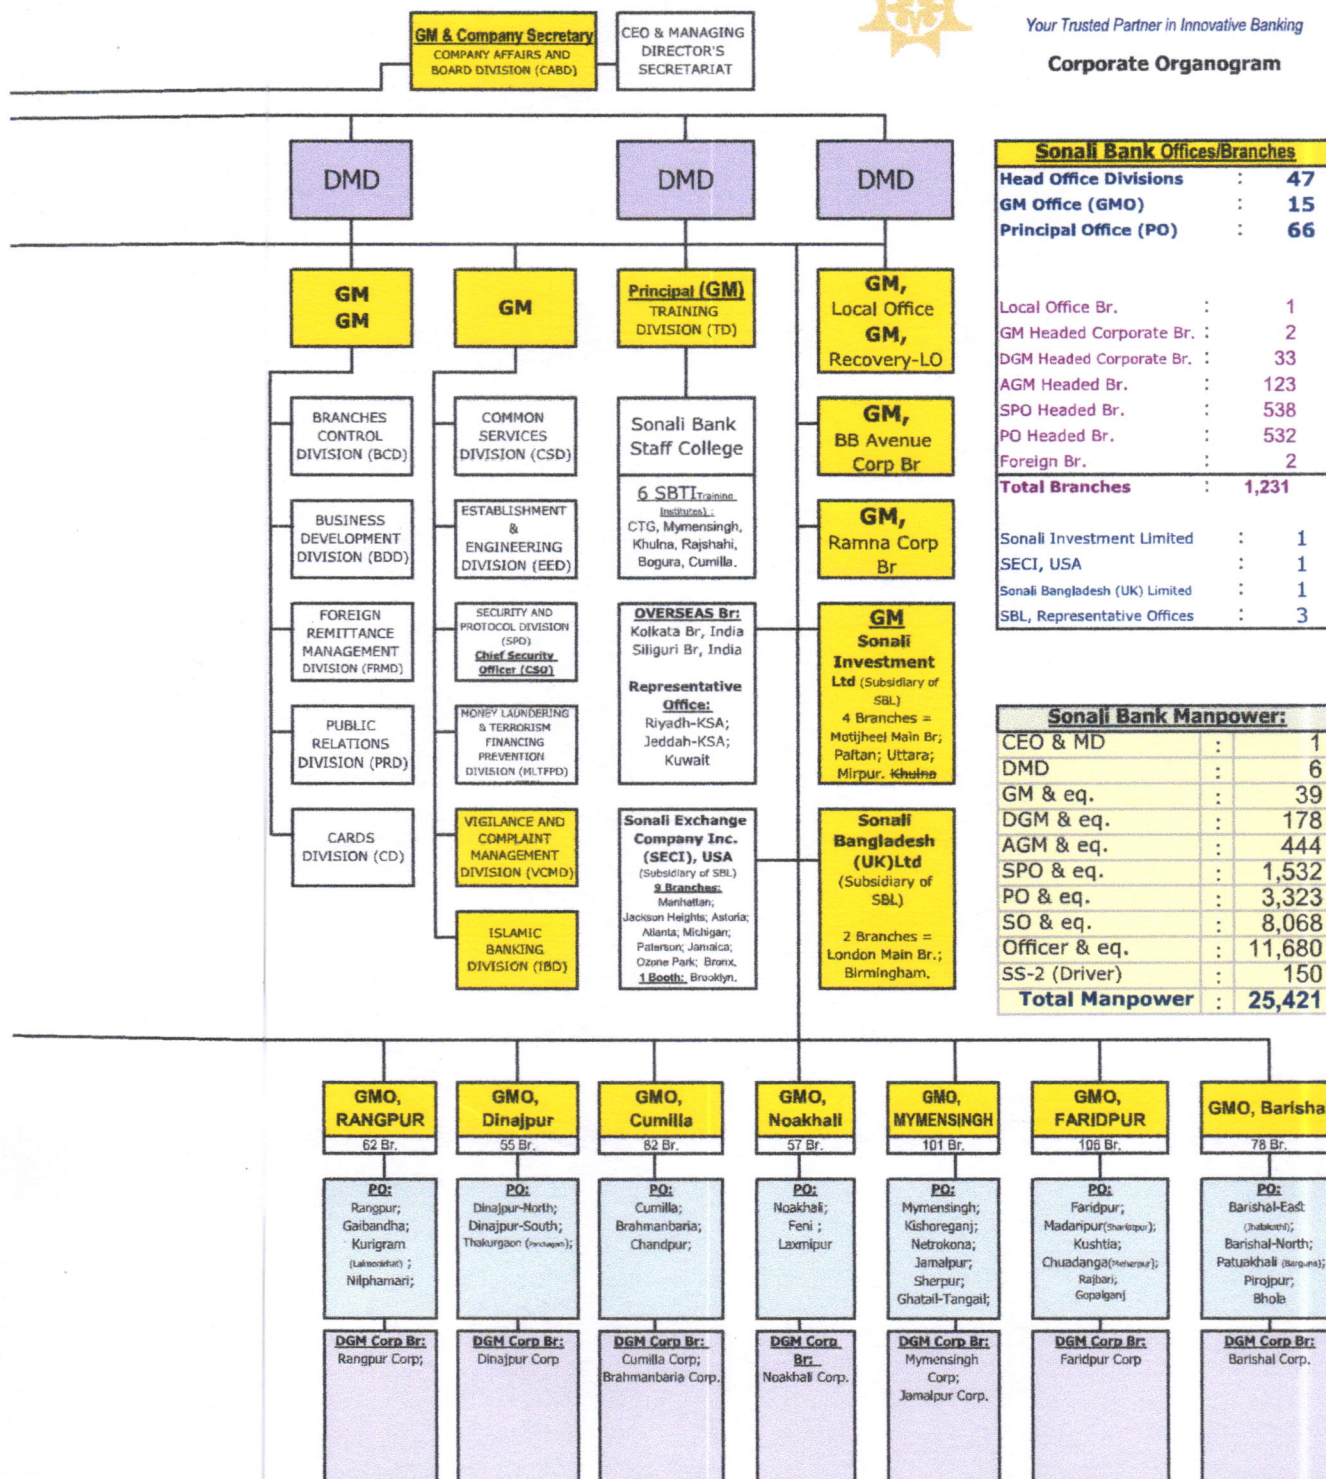 GM & Company Secretary
COMPANY AFFAIRS AND
BOARD DIVISION (CABD)
CEO & MANAGING
DIRECTOR'S
SECRETARIAT
Your Trusted Partner in Innovative Banking
Corporate Organogram
DMD
DMD
DMD
Sonali Bank Offices/Branches
Head Office Divisions : 47
GM Office (GMO) : 15
Principal Office (PO) : 66
Local Office Br. : 1
GM Headed Corporate Br. : 2
DGM Headed Corporate Br. : 33
AGM Headed Br. : 123
SPO Headed Br. : 538
PO Headed Br. : 532
Foreign Br. : 2
Total Branches : 1,231
Sonali Investment Limited : 1
SECI, USA : 1
Sonali Bangladesh (UK) Limited : 1
SBL, Representative Offices : 3
GM
GM
GM
Principal (GM)
TRAINING
DIVISION (TD)
GM,
Local Office
GM,
Recovery-LO
BRANCHES
CONTROL
DIVISION (BCD)
COMMON
SERVICES
DIVISION (CSD)
Sonali Bank
Staff College
GM,
BB Avenue
Corp Br
BUSINESS
DEVELOPMENT
DIVISION (BDD)
ESTABLISHMENT
&
ENGINEERING
DIVISION (EED)
6 SBTI(Training
Institutes) :
CTG, Mymensingh,
Khulna, Rajshahi,
Bogura, Cumilla.
GM,
Ramna Corp
Br
FOREIGN
REMITTANCE
MANAGEMENT
DIVISION (FRMD)
SECURITY AND
PROTOCOL DIVISION
(SPD)
Chief Security
Officer (CSO)
OVERSEAS Br:
Kolkata Br, India
Siliguri Br, India
Representative
Office:
Riyadh-KSA;
Jeddah-KSA;
Kuwait
GM
Sonali
Investment
Ltd (Subsidiary of
SBL)
4 Branches =
Motijheel Main Br;
Paltan; Uttara;
Mirpur. Khulna
PUBLIC
RELATIONS
DIVISION (PRD)
MONEY LAUNDERING
& TERRORISM
FINANCING
PREVENTION
DIVISION (MLTFPD)
CARDS
DIVISION (CD)
VIGILANCE AND
COMPLAINT
MANAGEMENT
DIVISION (VCMD)
Sonali Exchange
Company Inc.
(SECI), USA
(Subsidiary of SBL)
9 Branches:
Manhattan;
Jackson Heights; Astoria;
Atlanta; Michigan;
Paterson; Jamaica;
Ozone Park; Bronx.
1 Booth: Brooklyn.
Sonali
Bangladesh
(UK)Ltd
(Subsidiary of
SBL)
2 Branches =
London Main Br.;
Birmingham.
ISLAMIC
BANKING
DIVISION (IBD)
Sonali Bank Manpower:
CEO & MD : 1
DMD : 6
GM & eq. : 39
DGM & eq. : 178
AGM & eq. : 444
SPO & eq. : 1,532
PO & eq. : 3,323
SO & eq. : 8,068
Officer & eq. : 11,680
SS-2 (Driver) : 150
Total Manpower : 25,421
GMO,
RANGPUR
62 Br.
GMO,
Dinajpur
55 Br.
GMO,
Cumilla
82 Br.
GMO,
Noakhali
57 Br.
GMO,
MYMENSINGH
101 Br.
GMO,
FARIDPUR
106 Br.
GMO, Barisha
78 Br.
PO:
Rangpur;
Gaibandha;
Kurigram
(Lalmonirhat) ;
Nilphamari;
PO:
Dinajpur-North;
Dinajpur-South;
Thakurgaon (Panchagarh);
PO:
Cumilla;
Brahmanbaria;
Chandpur;
PO:
Noakhali;
Feni ;
Laxmipur
PO:
Mymensingh;
Kishoreganj;
Netrokona;
Jamalpur;
Sherpur;
Ghatail-Tangail;
PO:
Faridpur;
Madaripur(Shariatpur);
Kushtia;
Chuadanga(Meherpur);
Rajbari;
Gopalganj
PO:
Barishal-East
(Jhalakathi);
Barishal-North;
Patuakhali (Barguna);
Pirojpur;
Bhola
DGM Corp Br:
Rangpur Corp;
DGM Corp Br:
Dinajpur Corp
DGM Corp Br:
Cumilla Corp;
Brahmanbaria Corp.
DGM Corp
Br:
Noakhali Corp.
DGM Corp Br:
Mymensingh
Corp;
Jamalpur Corp.
DGM Corp Br:
Faridpur Corp
DGM Corp Br:
Barishal Corp.